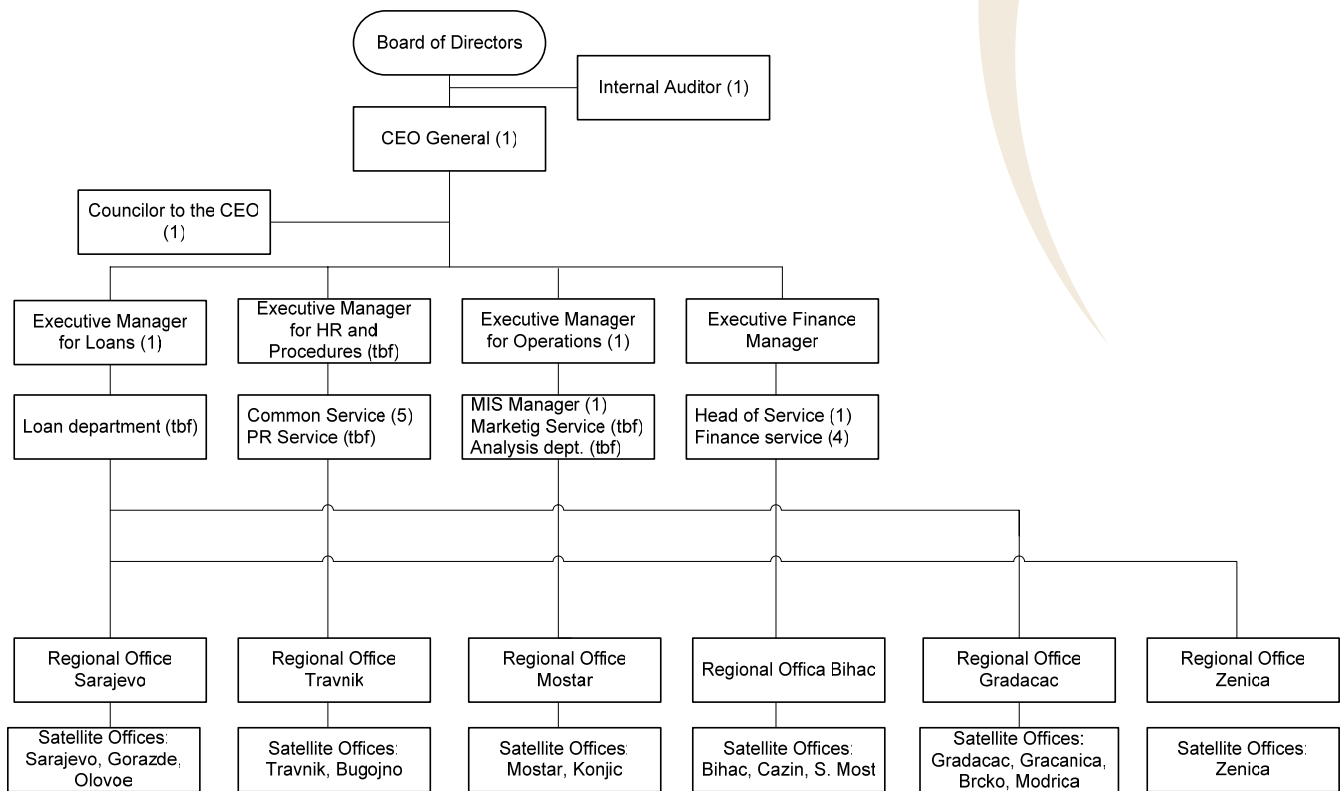 Board of Directors
Internal Auditor (1)
CEO General (1)
Councilor to the CEO
(1)
Executive Manager
for Loans (1)
Executive Manager
for HR and
Procedures (tbf)
Executive Manager
for Operations (1)
Executive Finance
Manager
Loan department (tbf)
Common Service (5)
PR Service (tbf)
MIS Manager (1)
Marketig Service (tbf)
Analysis dept. (tbf)
Head of Service (1)
Finance service (4)
Regional Office
Sarajevo
Regional Office
Travnik
Regional Office
Mostar
Regional Offica Bihac
Regional Office
Gradacac
Regional Office
Zenica
Satellite Offices:
Sarajevo, Gorazde,
Olovoe
Satellite Offices:
Travnik, Bugojno
Satellite Offices:
Mostar, Konjic
Satellite Offices:
Bihac, Cazin, S. Most
Satellite Offices:
Gradacac, Gracanica,
Brcko, Modrica
Satellite Offices:
Zenica